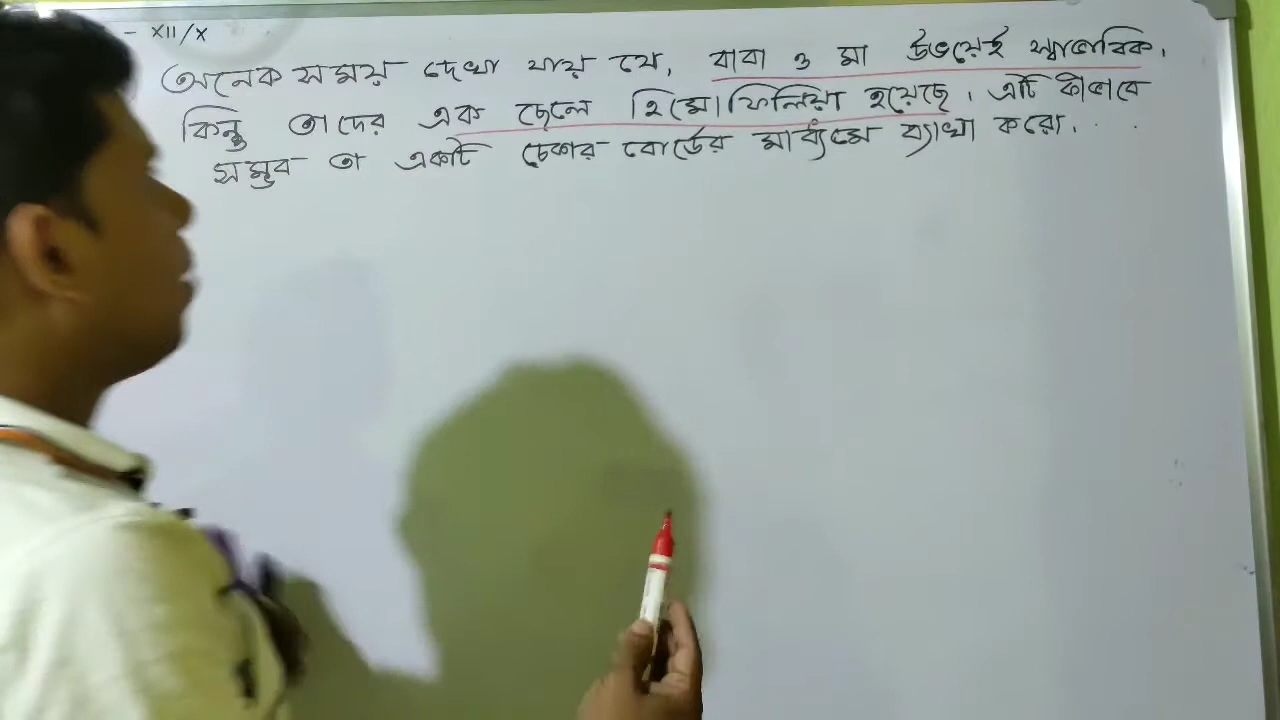 - XII/X
অনেক সময় দেখা যায় যে, বাবা ও মা উভয়েই স্বাভাবিক।
কিন্তু তাদের এক ছেলে হিমোফিলিয়া হয়েছে। এটি কীভাবে
সম্ভব তা একটি চেকার বোর্ডের মাধ্যমে ব্যাখা করো।